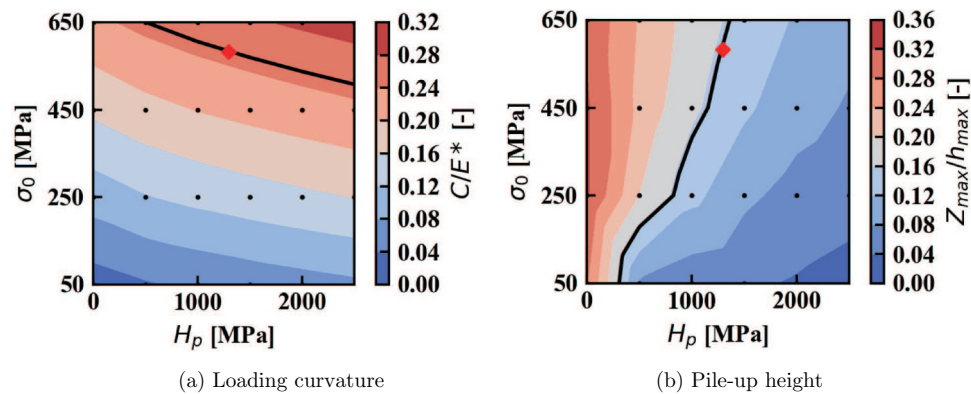 650
450
250
50
σ₀ [MPa]
0 1000 2000
Hₚ [MPa]
0.32
0.28
0.24
0.20
0.16
0.12
0.08
0.04
0.00
C/E* [-]
(a) Loading curvature
650
450
250
50
σ₀ [MPa]
0 1000 2000
Hₚ [MPa]
0.36
0.32
0.28
0.24
0.20
0.16
0.12
0.08
0.04
0.00
Z_max/h_max [-]
(b) Pile-up height